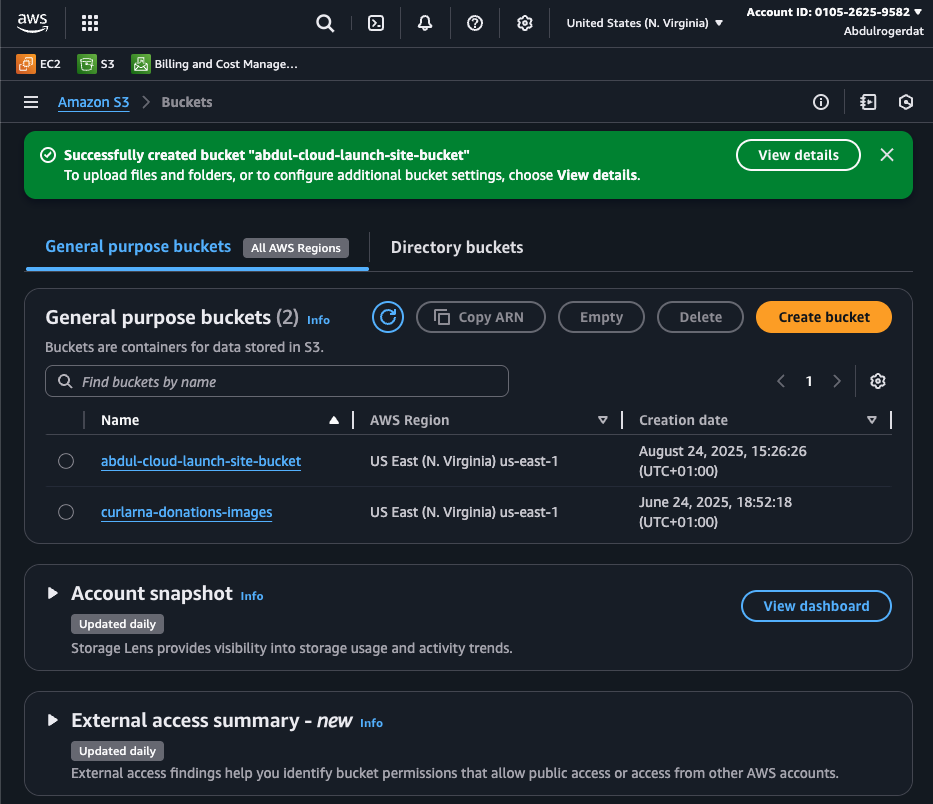 aws
United States (N. Virginia)
Account ID: 0105-2625-9582
Abdulrogerdat
EC2
S3
Billing and Cost Manage...
Amazon S3
Buckets
Successfully created bucket "abdul-cloud-launch-site-bucket"
To upload files and folders, or to configure additional bucket settings, choose View details.
View details
General purpose buckets
All AWS Regions
Directory buckets
General purpose buckets (2) Info
Copy ARN
Empty
Delete
Create bucket
Buckets are containers for data stored in S3.
Find buckets by name
1
Name
AWS Region
Creation date
abdul-cloud-launch-site-bucket
US East (N. Virginia) us-east-1
August 24, 2025, 15:26:26
(UTC+01:00)
curlarna-donations-images
US East (N. Virginia) us-east-1
June 24, 2025, 18:52:18
(UTC+01:00)
Account snapshot Info
Updated daily
View dashboard
Storage Lens provides visibility into storage usage and activity trends.
External access summary - new Info
Updated daily
External access findings help you identify bucket permissions that allow public access or access from other AWS accounts.